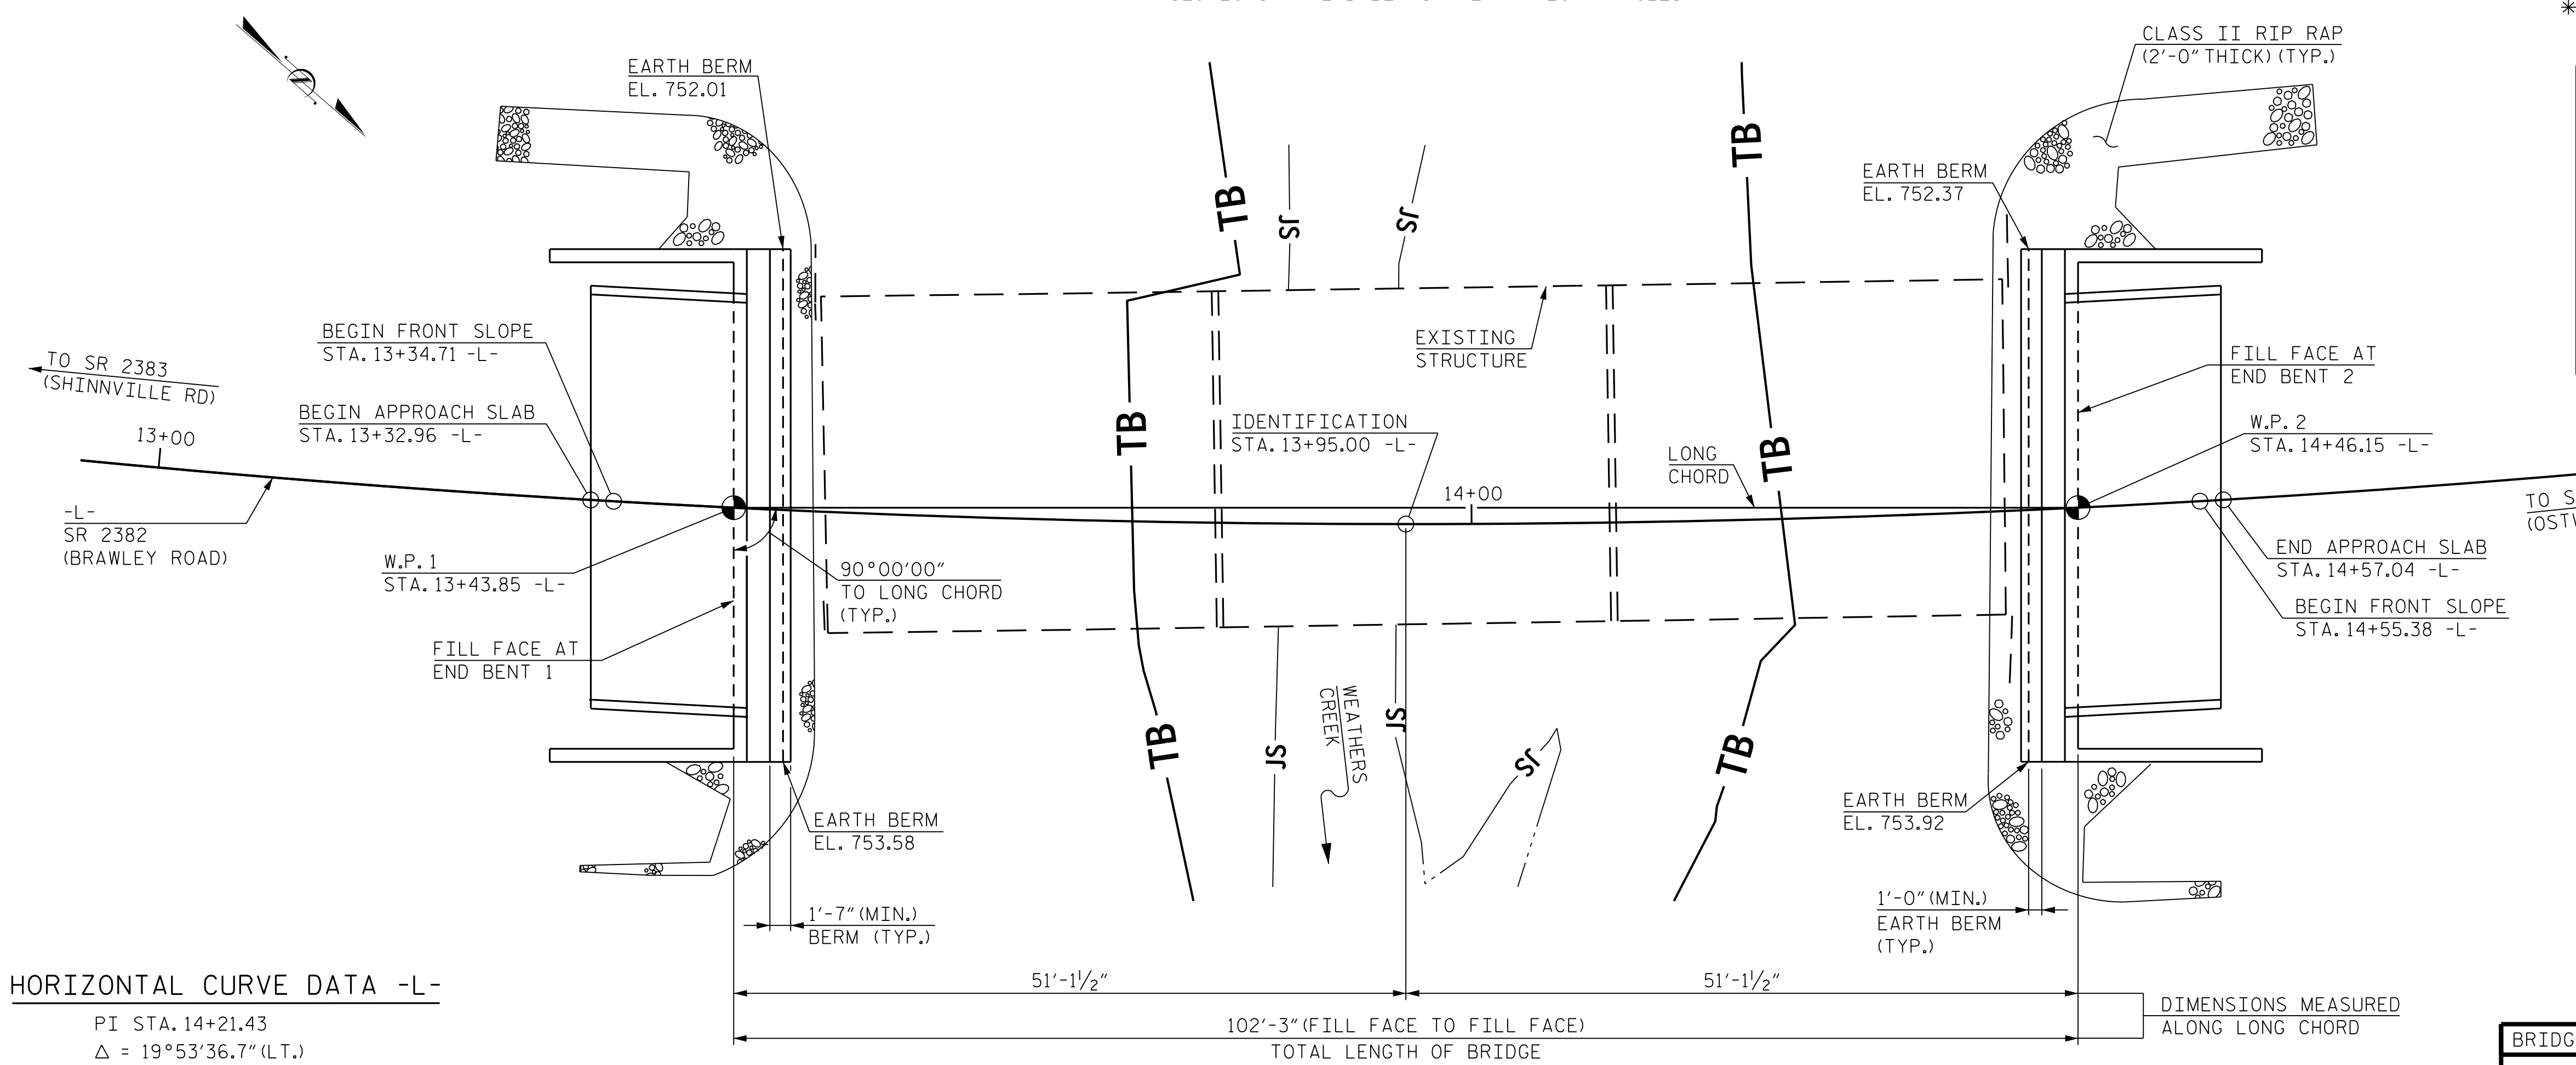 CLASS II RIP RAP
(2'-0" THICK) (TYP.)
EARTH BERM
EL. 752.01
TB
TB
TB
TB
TB
TB
JS
JS
JS
JS
JS
EARTH BERM
EL. 752.37
BEGIN FRONT SLOPE
STA. 13+34.71 -L-
EXISTING
STRUCTURE
FILL FACE AT
END BENT 2
TO SR 2383
(SHINNVILLE RD)
BEGIN APPROACH SLAB
STA. 13+32.96 -L-
13+00
IDENTIFICATION
STA. 13+95.00 -L-
W.P. 2
STA. 14+46.15 -L-
LONG
CHORD
14+00
-L-
SR 2382
(BRAWLEY ROAD)
W.P. 1
STA. 13+43.85 -L-
90°00'00"
TO LONG CHORD
(TYP.)
END APPROACH SLAB
STA. 14+57.04 -L-
BEGIN FRONT SLOPE
STA. 14+55.38 -L-
FILL FACE AT
END BENT 1
WEATHERS
CREEK
EARTH BERM
EL. 753.58
EARTH BERM
EL. 753.92
1'-7" (MIN.)
BERM (TYP.)
1'-0" (MIN.)
EARTH BERM
(TYP.)
HORIZONTAL CURVE DATA -L-
PI STA. 14+21.43
△ = 19°53'36.7" (LT.)
51'-1½"
51'-1½"
102'-3" (FILL FACE TO FILL FACE)
TOTAL LENGTH OF BRIDGE
DIMENSIONS MEASURED
ALONG LONG CHORD